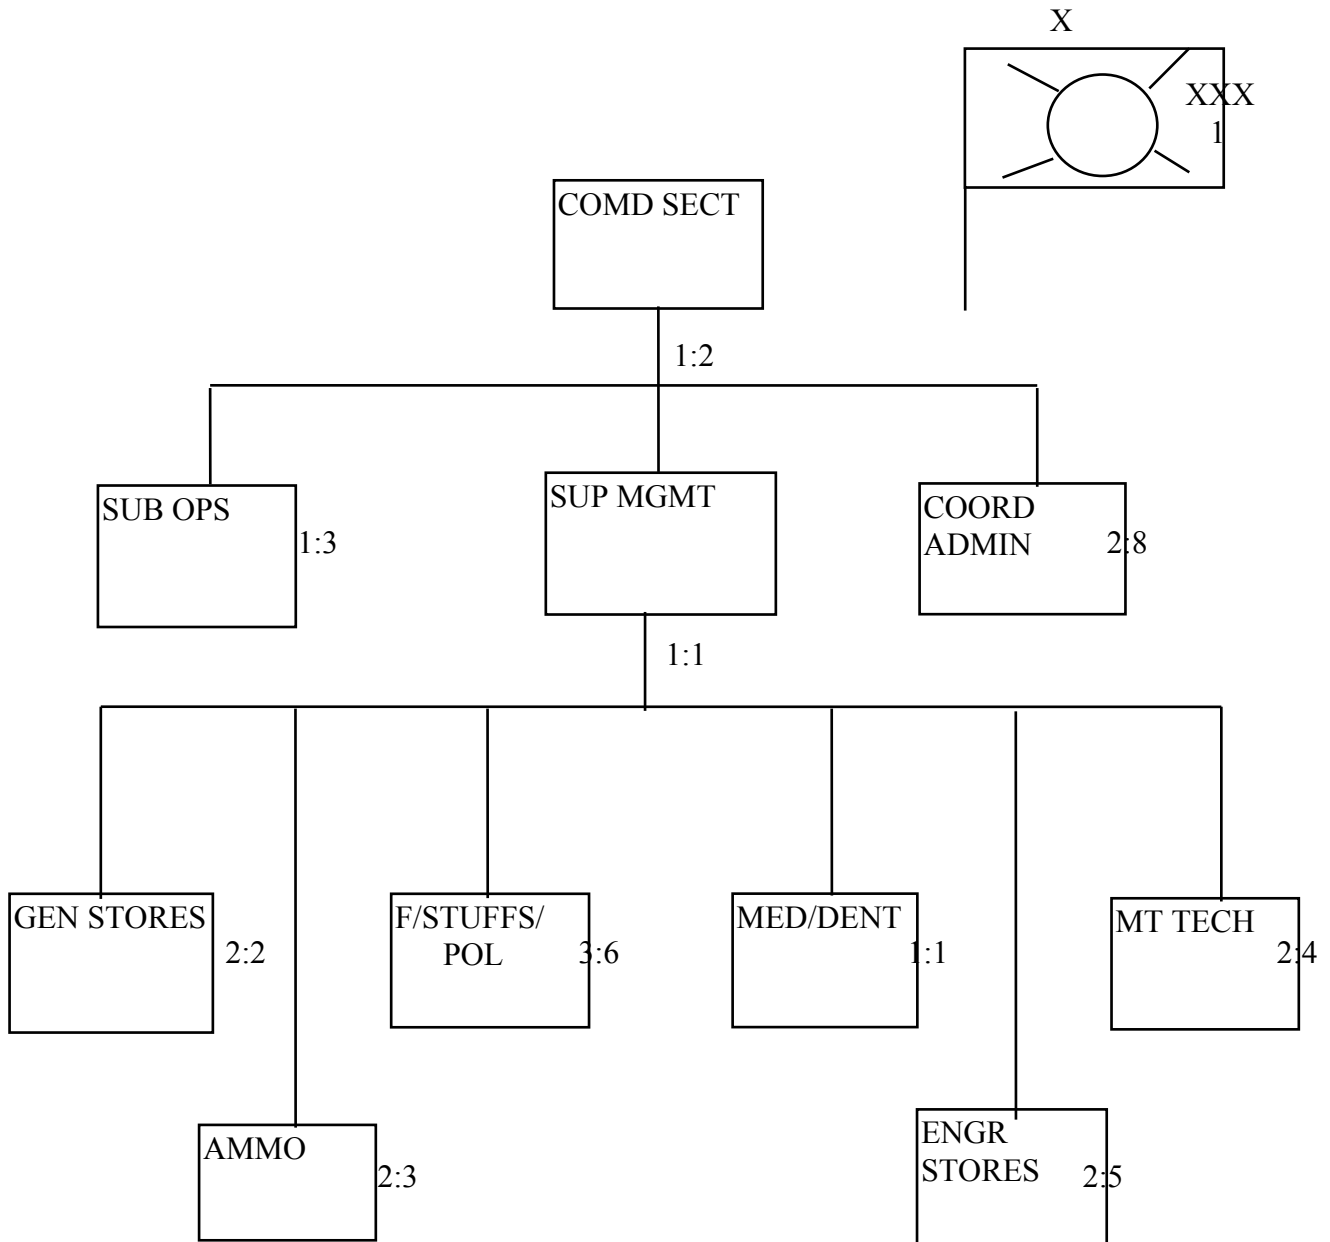 X
XXX
1
COMD SECT
1:2
SUB OPS
1:3
SUP MGMT
COORD
ADMIN 2:8
1:1
GEN STORES
2:2
F/STUFFS/
POL 3:6
MED/DENT
1:1
MT TECH
2:4
AMMO
2:3
ENGR
STORES 2:5